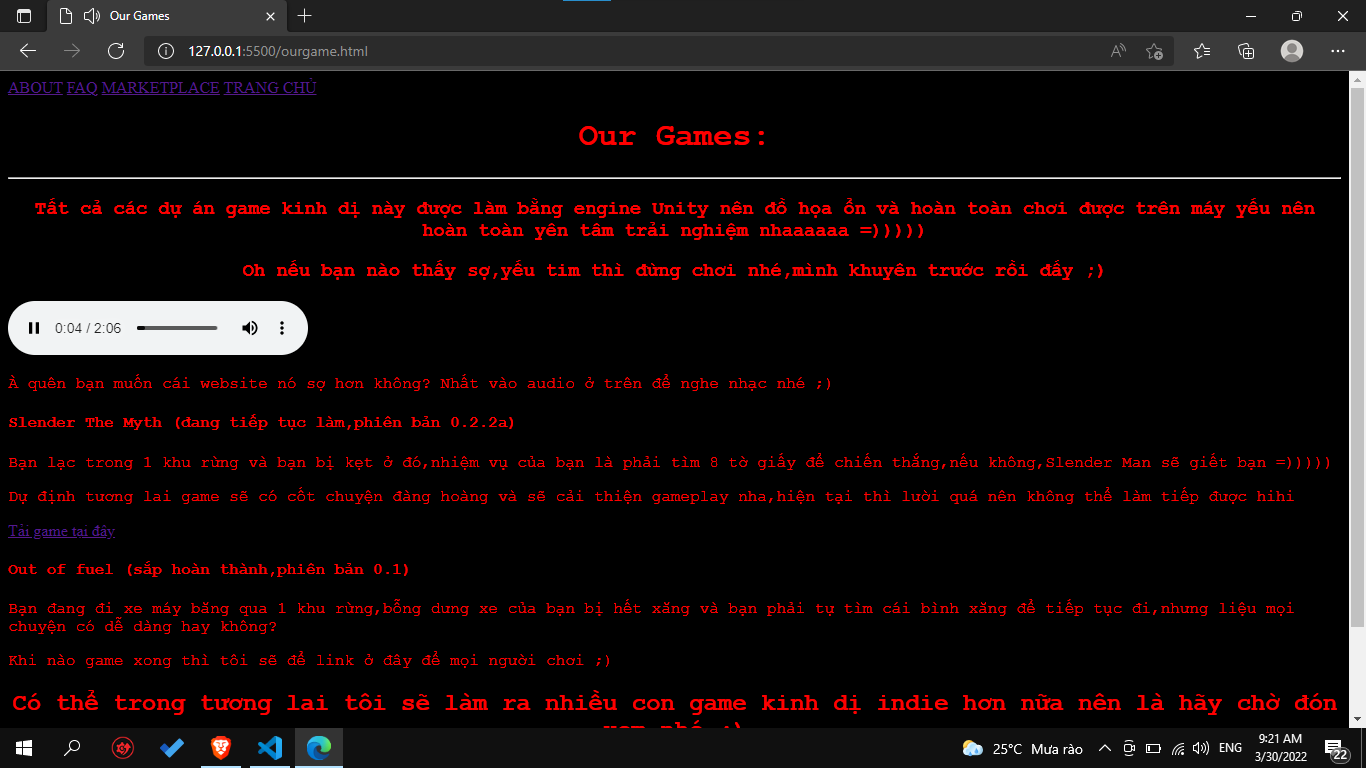 Our Games
127.0.0.1:5500/ourgame.html
ABOUT FAQ MARKETPLACE TRANG CHỦ
Our Games:
Tất cả các dự án game kinh dị này được làm bằng engine Unity nên đồ họa ổn và hoàn toàn chơi được trên máy yếu nên
hoàn toàn yên tâm trải nghiệm nhaaaaaa =)))))
Oh nếu bạn nào thấy sợ,yếu tim thì đừng chơi nhé,mình khuyên trước rồi đấy ;)
0:04 / 2:06
À quên bạn muốn cái website nó sợ hơn không? Nhất vào audio ở trên để nghe nhạc nhé ;)
Slender The Myth (đang tiếp tục làm,phiên bản 0.2.2a)
Bạn lạc trong 1 khu rừng và bạn bị kẹt ở đó,nhiệm vụ của bạn là phải tìm 8 tờ giấy để chiến thắng,nếu không,Slender Man sẽ giết bạn =)))))
Dự định tương lai game sẽ có cốt chuyện đàng hoàng và sẽ cải thiện gameplay nha,hiện tại thì lười quá nên không thể làm tiếp được hihi
Tải game tại đây
Out of fuel (sắp hoàn thành,phiên bản 0.1)
Bạn đang đi xe máy băng qua 1 khu rừng,bỗng dưng xe của bạn bị hết xăng và bạn phải tự tìm cái bình xăng để tiếp tục đi,nhưng liệu mọi
chuyện có dễ dàng hay không?
Khi nào game xong thì tôi sẽ để link ở đây để mọi người chơi ;)
Có thể trong tương lai tôi sẽ làm ra nhiều con game kinh dị indie hơn nữa nên là hãy chờ đón
25°C Mưa rào
ENG
9:21 AM
3/30/2022
22